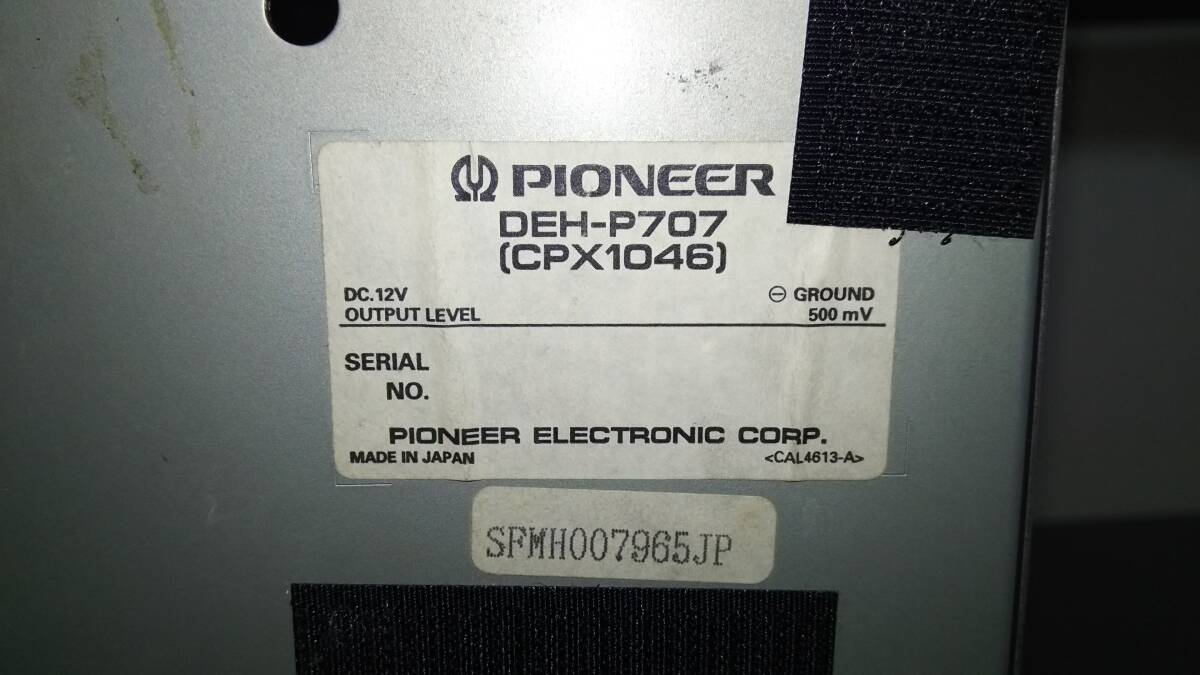 PIONEER
DEH-P707
(CPX1046)
DC.12V ⊖ GROUND
OUTPUT LEVEL 500 mV
SERIAL
NO.
PIONEER ELECTRONIC CORP.
MADE IN JAPAN <CAL4613-A>
SFMH007965JP